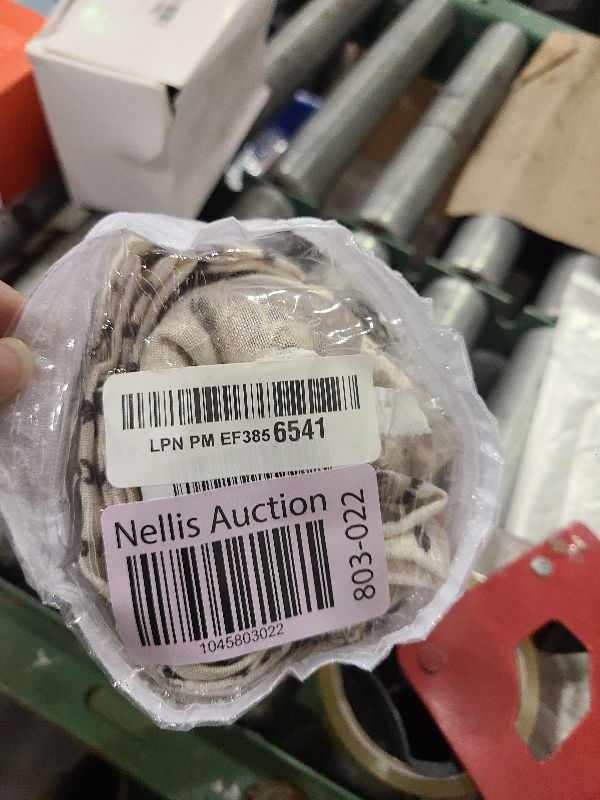 LPN PM EF385 6541
Nellis Auction
803-022
1045803022